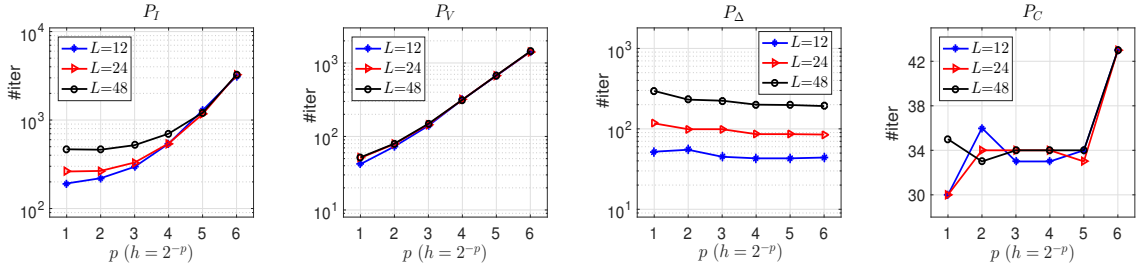 P_I
#iter
10^4
10^3
10^2
L=12
L=24
L=48
1 2 3 4 5 6
p (h = 2^{-p})
P_V
#iter
10^3
10^2
10^1
L=12
L=24
L=48
1 2 3 4 5 6
p (h = 2^{-p})
P_Δ
#iter
10^3
10^2
10^1
L=12
L=24
L=48
1 2 3 4 5 6
p (h = 2^{-p})
P_C
#iter
42
38
34
30
L=12
L=24
L=48
1 2 3 4 5 6
p (h = 2^{-p})